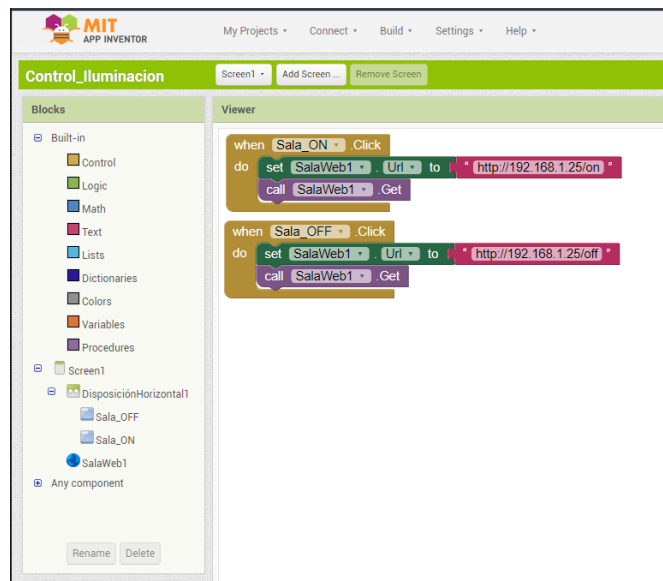 MIT
APP INVENTOR
My Projects Connect Build Settings Help
Control_Iluminacion
Screen1 Add Screen ... Remove Screen
Blocks
Viewer
Built-in
Control
Logic
Math
Text
Lists
Dictionaries
Colors
Variables
Procedures
Screen1
DisposiciónHorizontal1
Sala_OFF
Sala_ON
SalaWeb1
Any component
Rename Delete
when Sala_ON .Click
do set SalaWeb1 . Url to " http://192.168.1.25/on "
call SalaWeb1 .Get
when Sala_OFF .Click
do set SalaWeb1 . Url to " http://192.168.1.25/off "
call SalaWeb1 .Get